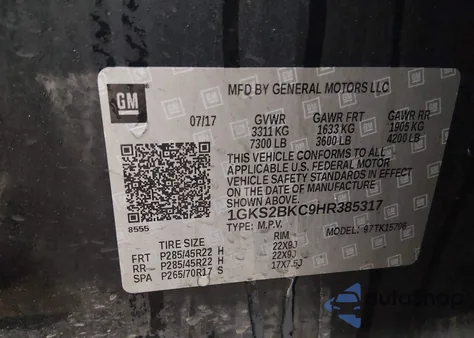 GM
MFD BY GENERAL MOTORS LLC
07/17 GVWR GAWR FRT GAWR RR
3311 KG 1633 KG 1905 KG
7300 LB 3600 LB 4200 LB
THIS VEHICLE CONFORMS TO ALL
APPLICABLE U.S. FEDERAL MOTOR
VEHICLE SAFETY STANDARDS IN EFFECT
ON THE DATE OF MANUFACTURE
SHOWN ABOVE.
1GKS2BKC9HR385317
TYPE: M.P.V. MODEL:
8555
TIRE SIZE RIM
FRT P285/45R22 H 22X9J
RR P285/45R22 H 22X9J
SPA P265/70R17 S 17X7.5J
autoshop